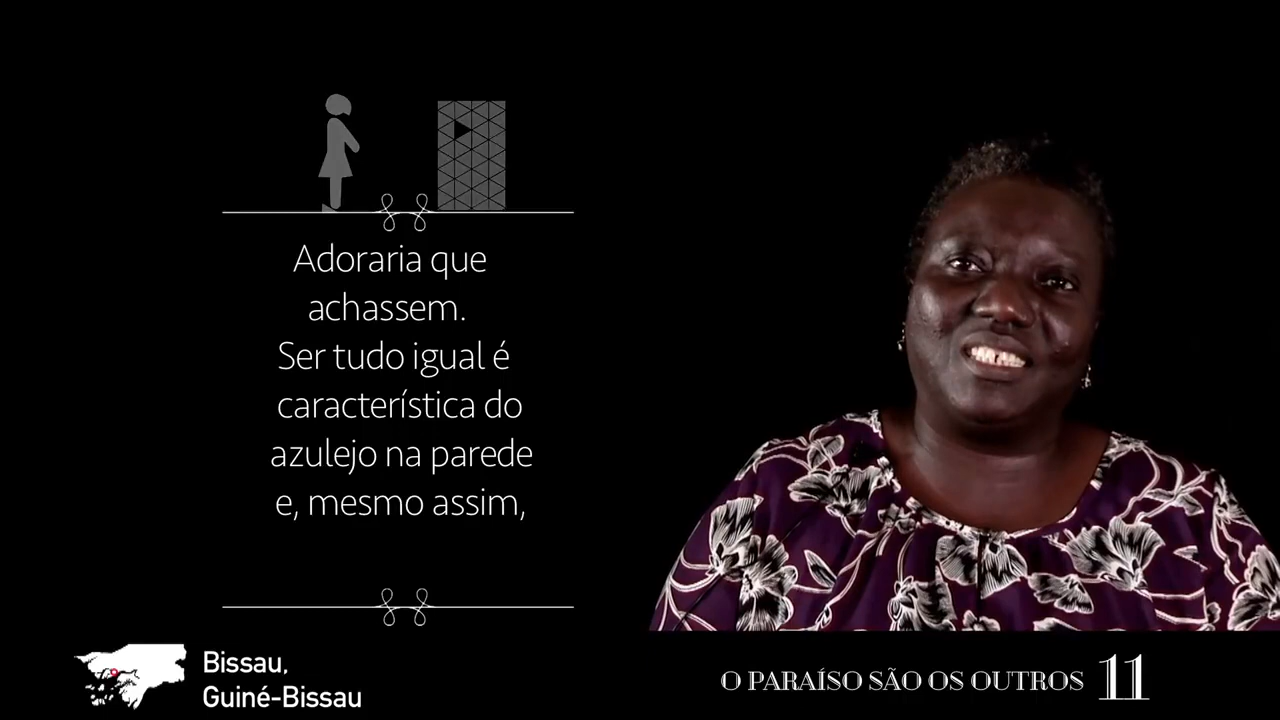 Adoraria que
achassem.
Ser tudo igual é
característica do
azulejo na parede
e, mesmo assim,
Bissau,
Guiné-Bissau
O PARAÍSO SÃO OS OUTROS 11